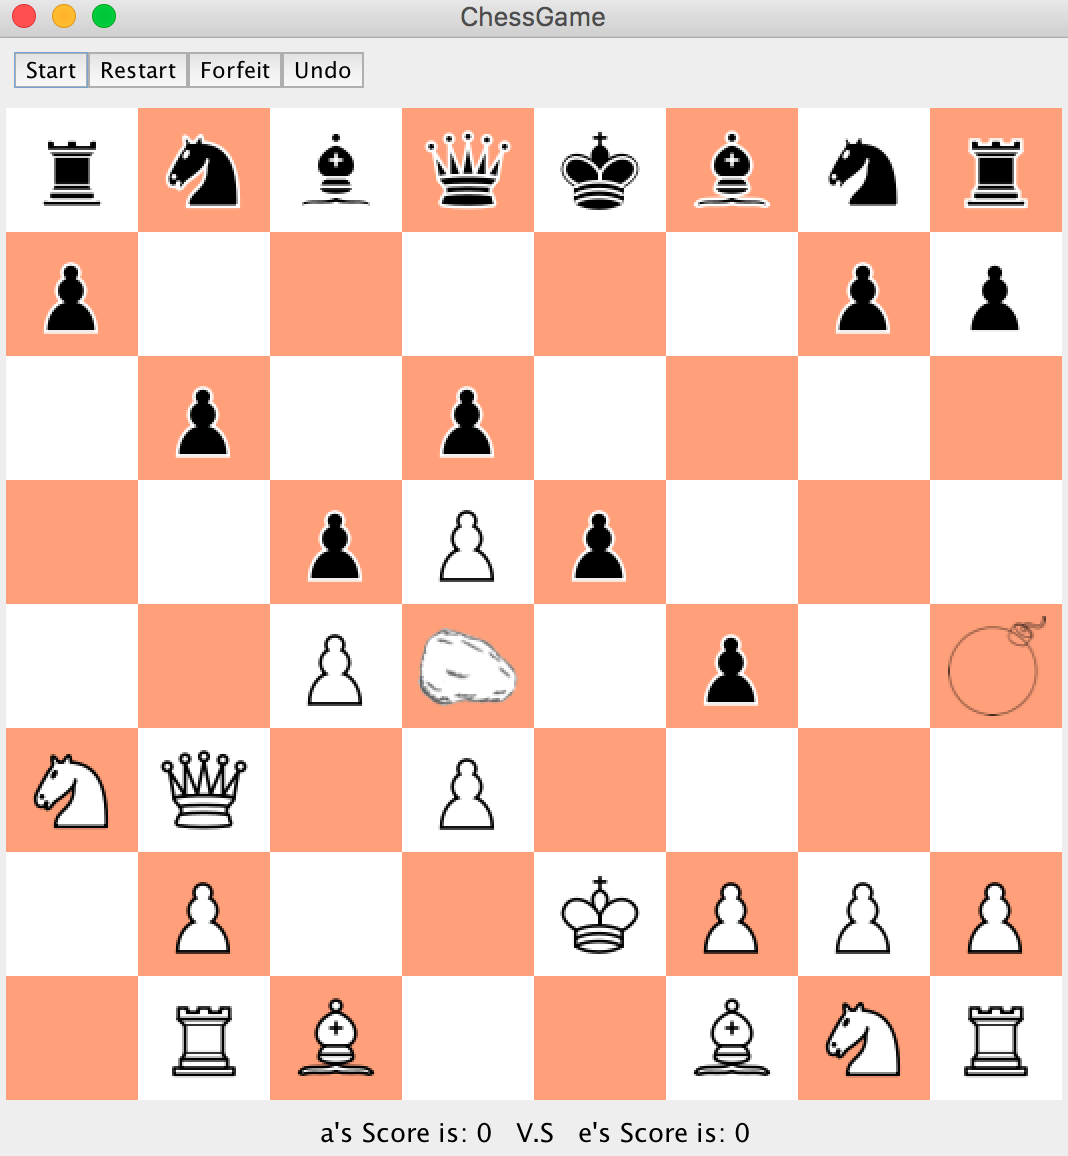 ChessGame
Start Restart Forfeit Undo
a's Score is: 0 V.S e's Score is: 0